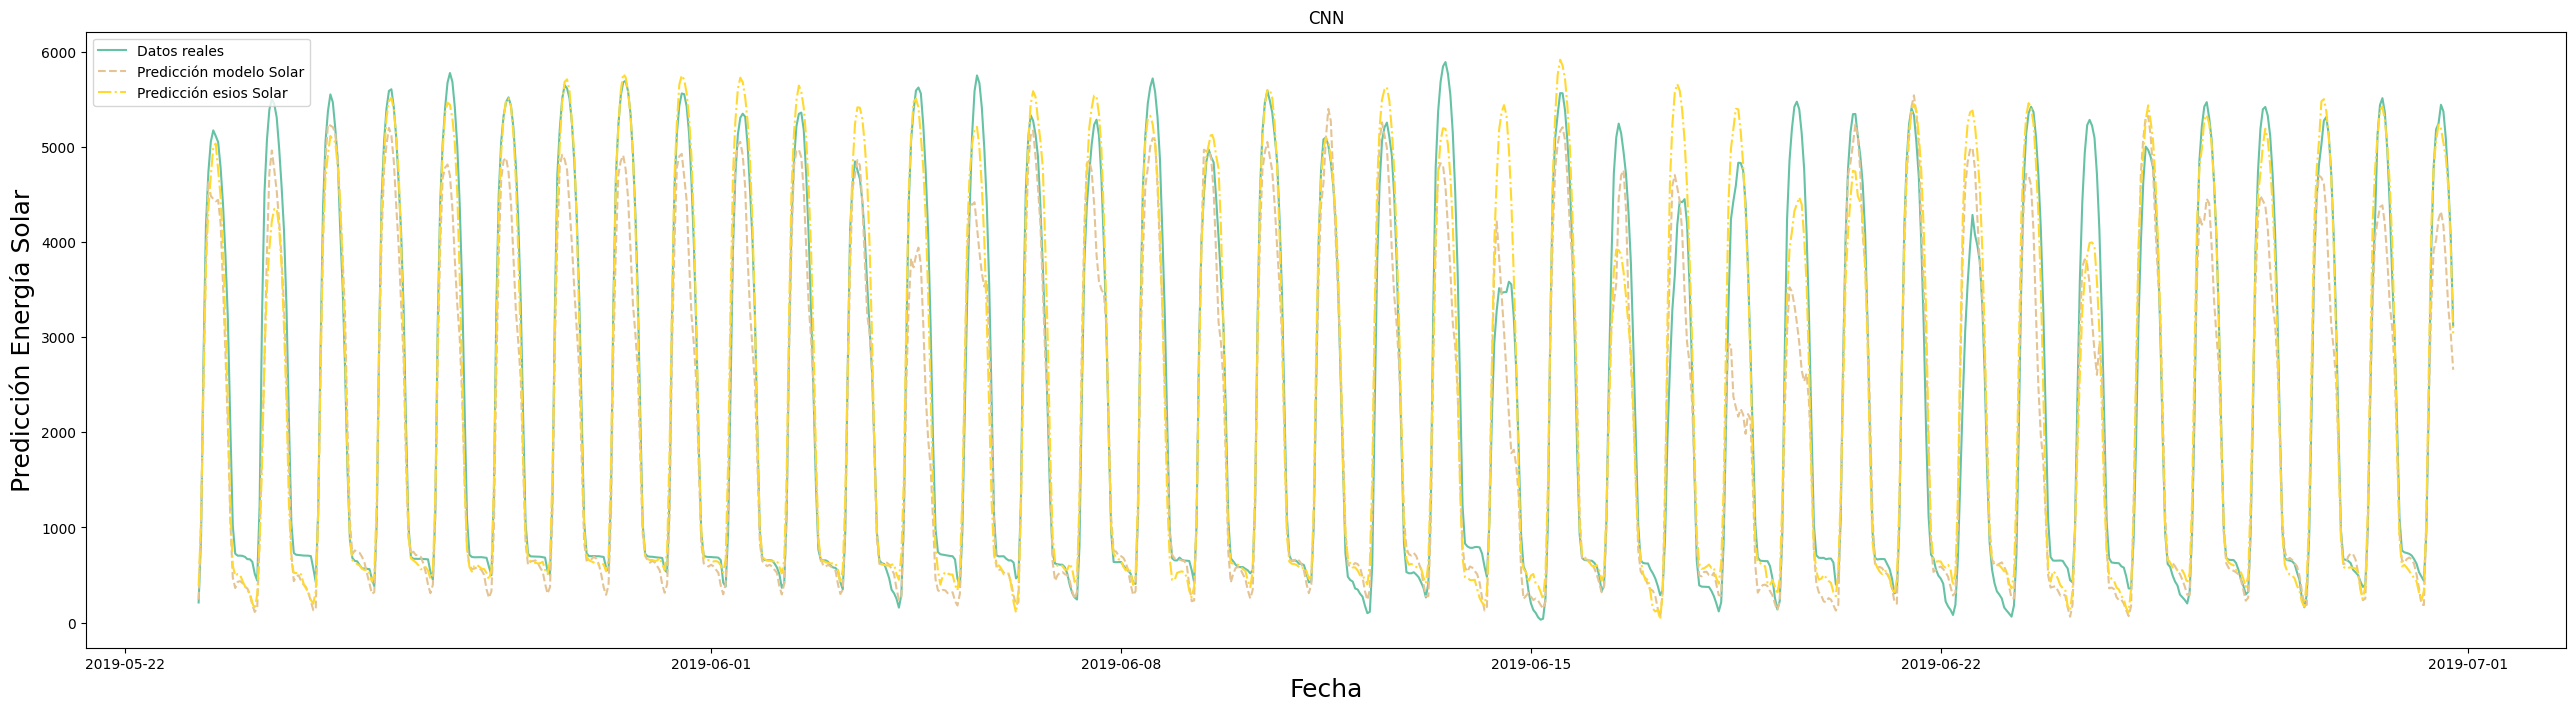 CNN
Datos reales
Predicción modelo Solar
Predicción esios Solar
Predicción Energía Solar
6000
5000
4000
3000
2000
1000
0
2019-05-22
2019-06-01
2019-06-08
2019-06-15
2019-06-22
2019-07-01
Fecha